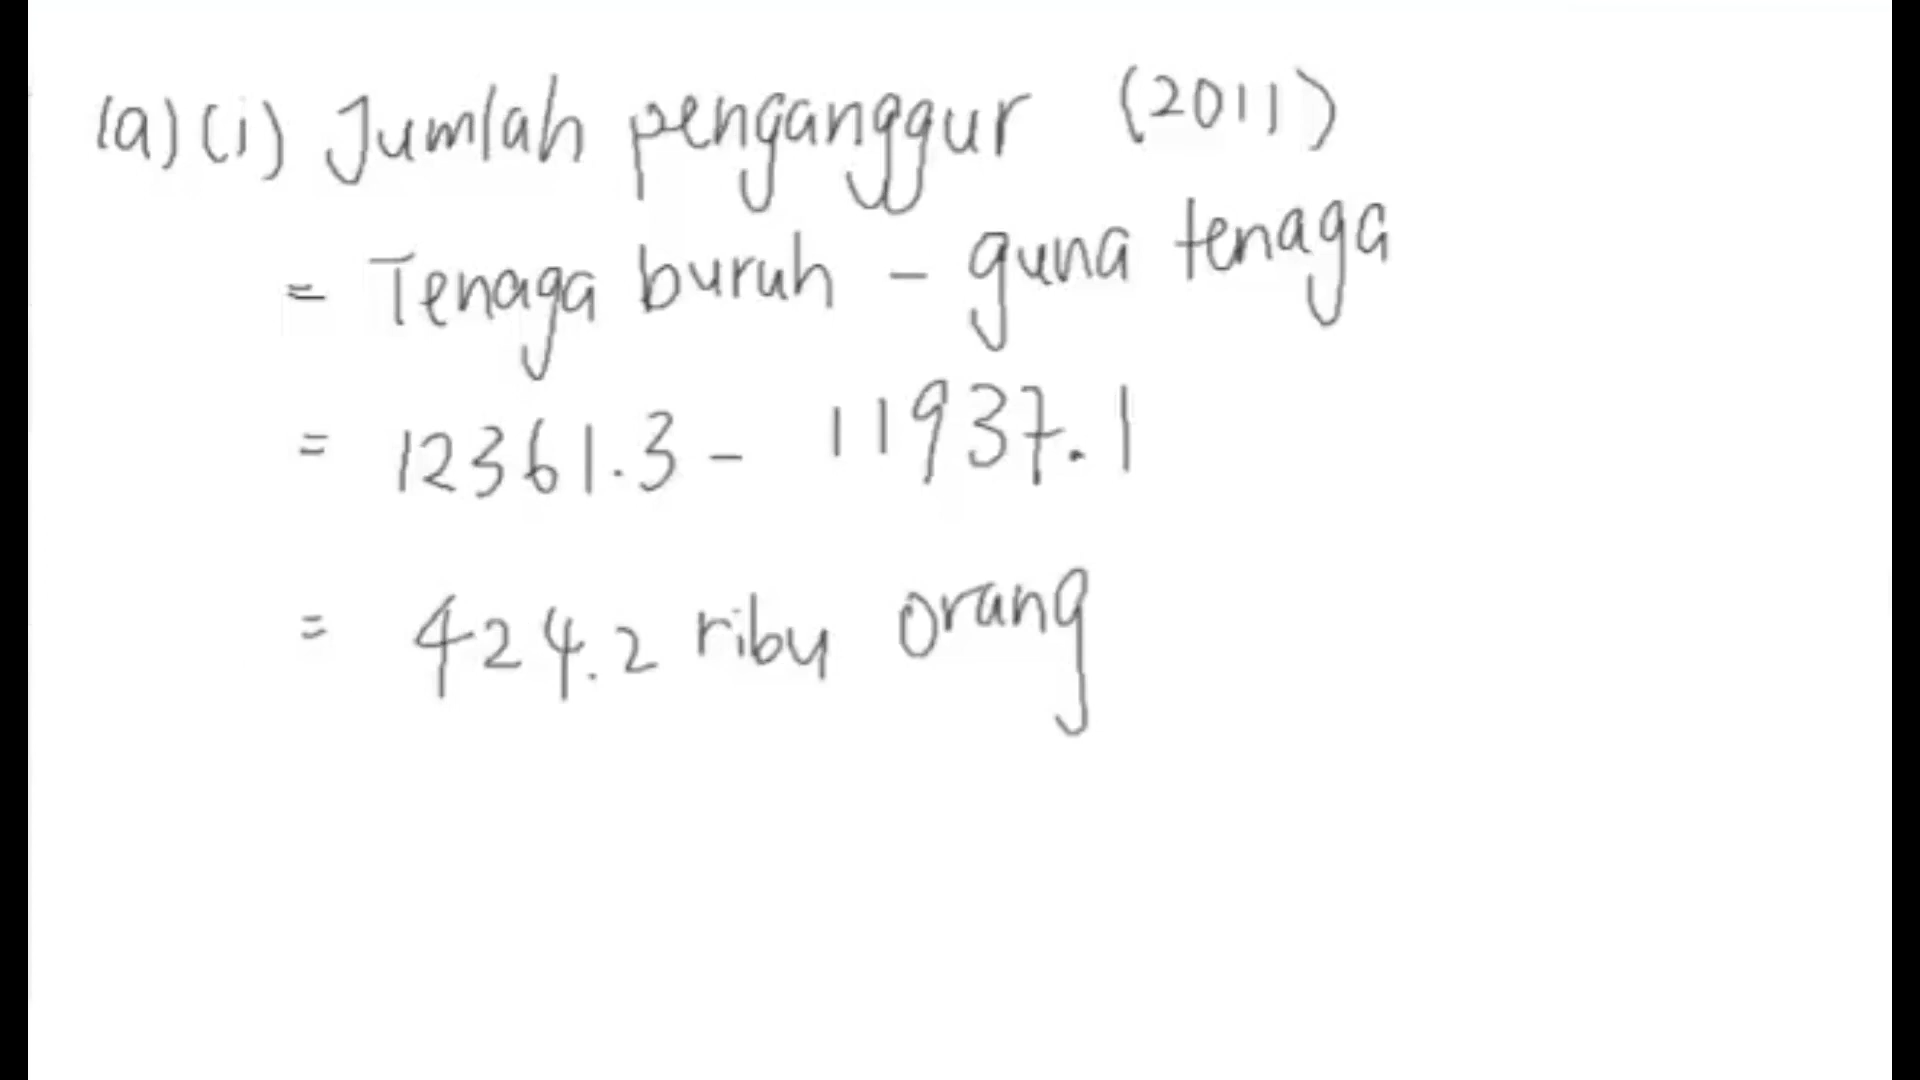 (a)(i) Jumlah penganggur (2011)
= Tenaga buruh - guna tenaga
= 12361.3 - 11937.1
= 424.2 ribu orang